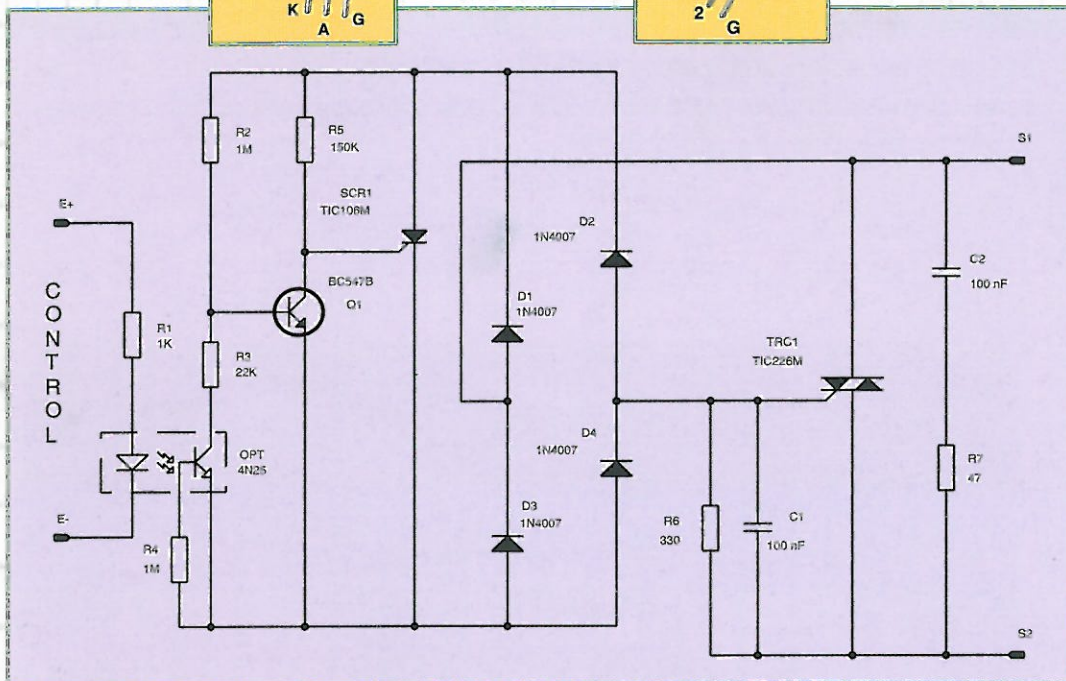 K
A
G
2
G
E+
CONTROL
E-
R1
1K
R2
1M
R3
22K
OPT
4N25
R4
1M
R5
150K
SCR1
TIC106M
BC547B
Q1
D1
1N4007
D2
1N4007
D3
1N4007
D4
1N4007
R6
330
C1
100 nF
TRC1
TIC226M
C2
100 nF
R7
47
S1
S2